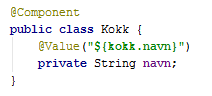 @Component
public class Kokk {
    @Value("${kokk.navn}")
    private String navn;
}